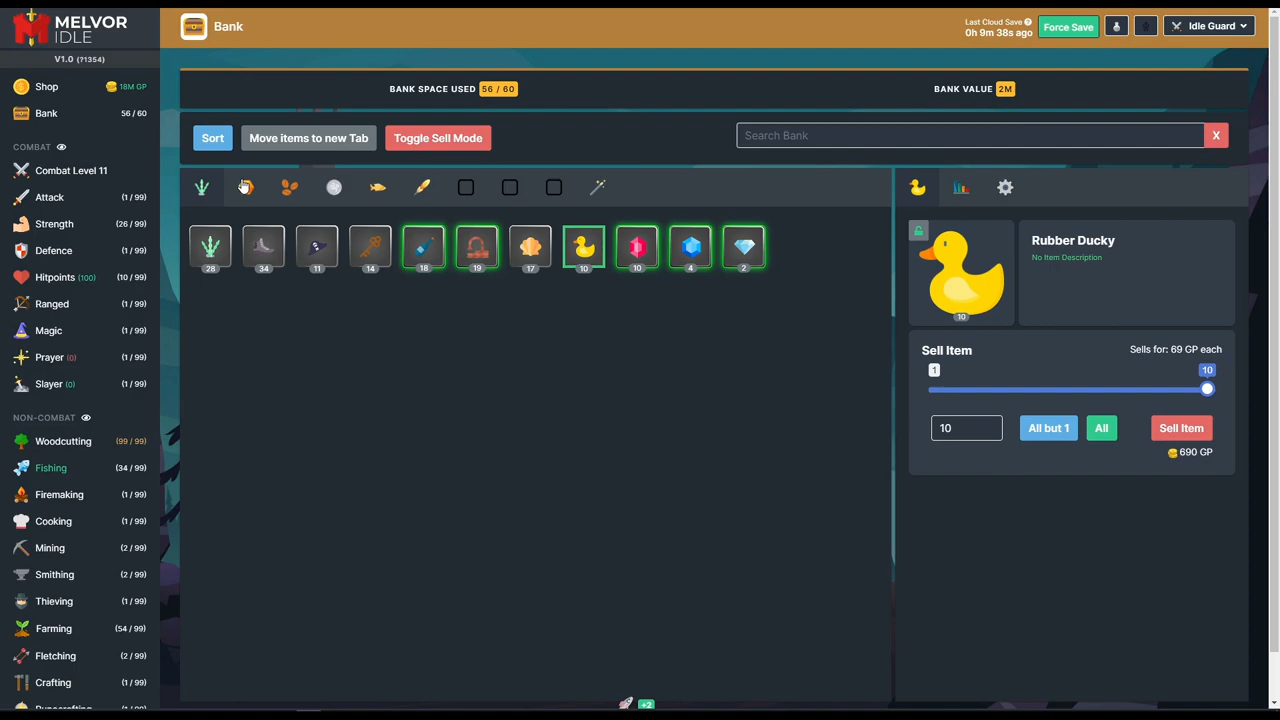 MELVOR
IDLE
V1.0 (?1354)
Shop 18M GP
Bank 56 / 60
COMBAT
Combat Level 11
Attack (1 / 99)
Strength (26 / 99)
Defence (1 / 99)
Hitpoints (100) (10 / 99)
Ranged (1 / 99)
Magic (1 / 99)
Prayer (0) (1 / 99)
Slayer (0) (1 / 99)
NON-COMBAT
Woodcutting (99 / 99)
Fishing (34 / 99)
Firemaking (1 / 99)
Cooking (1 / 99)
Mining (2 / 99)
Smithing (2 / 99)
Thieving (1 / 99)
Farming (54 / 99)
Fletching (2 / 99)
Crafting (1 / 99)
Bank
Last Cloud Save
0h 9m 38s ago
Force Save
Idle Guard
BANK SPACE USED 56 / 60
BANK VALUE 2M
Sort
Move items to new Tab
Toggle Sell Mode
Search Bank
X
28 34 11 14 18 19 17 10 10 4 2
10
Rubber Ducky
No Item Description
Sell Item
Sells for: 69 GP each
1 10
10
All but 1
All
Sell Item
690 GP
+2